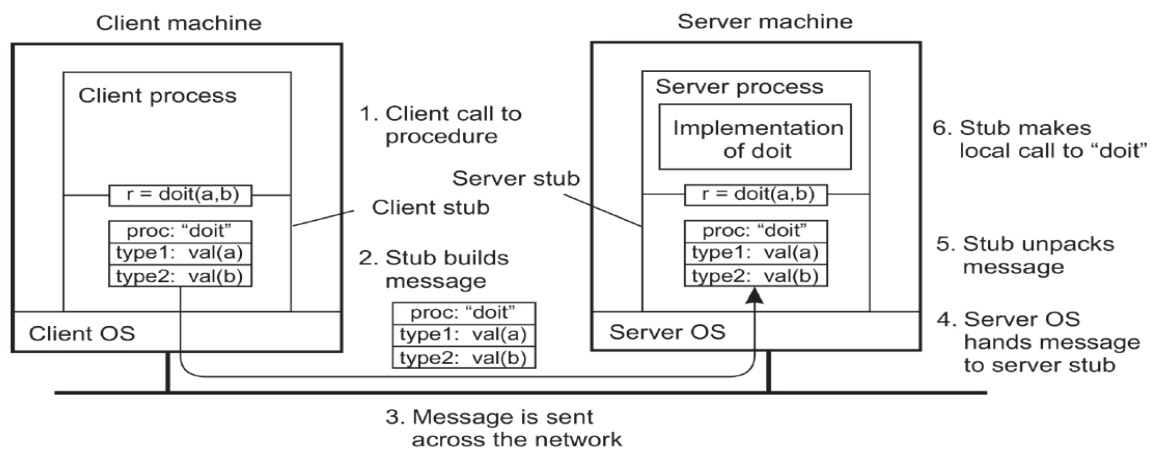 Client machine
Server machine
Client process
1. Client call to
procedure
Server process
Implementation
of doit
6. Stub makes
local call to “doit”
Server stub
r = doit(a,b)
Client stub
r = doit(a,b)
proc: “doit”
type1: val(a)
type2: val(b)
2. Stub builds
message
proc: “doit”
type1: val(a)
type2: val(b)
proc: “doit”
type1: val(a)
type2: val(b)
5. Stub unpacks
message
Client OS
Server OS
4. Server OS
hands message
to server stub
3. Message is sent
across the network